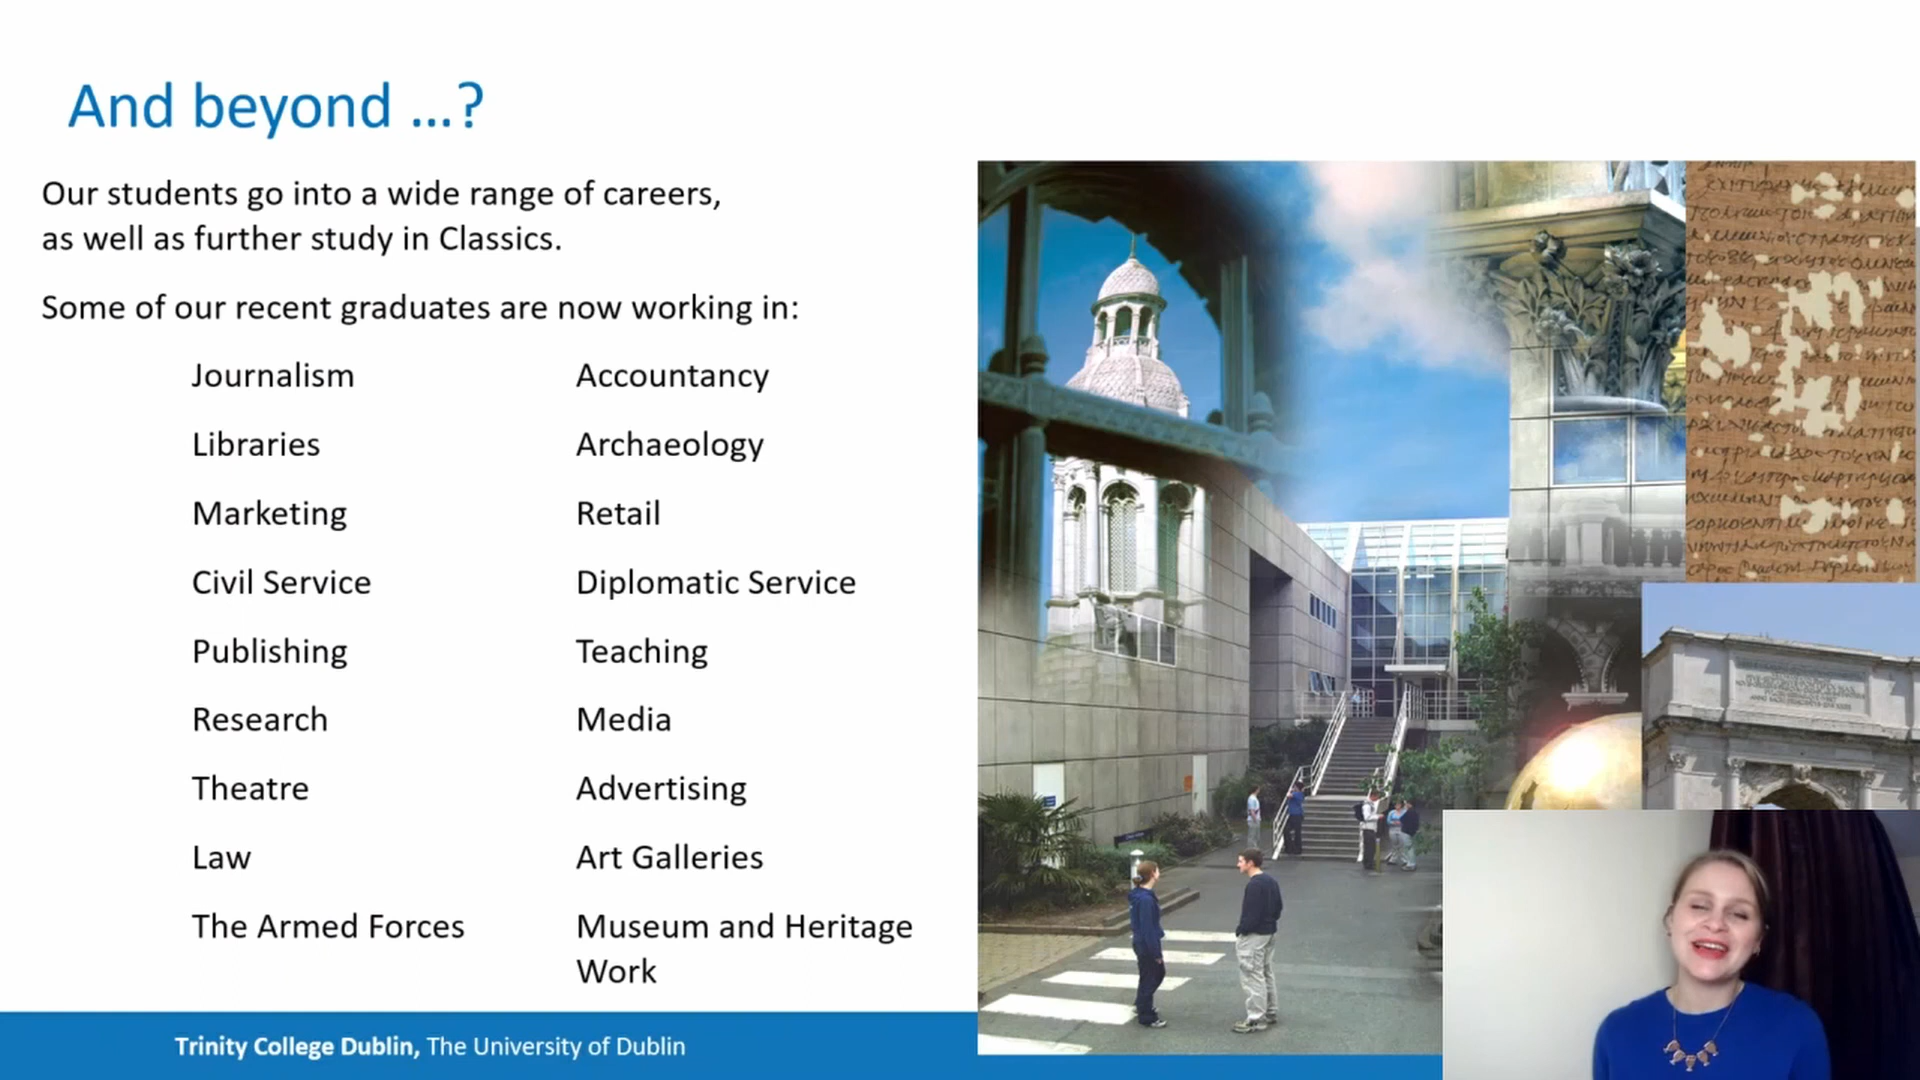 And beyond ...?
Our students go into a wide range of careers,
as well as further study in Classics.
Some of our recent graduates are now working in:
Journalism
Accountancy
Libraries
Archaeology
Marketing
Retail
Civil Service
Diplomatic Service
Publishing
Teaching
Research
Media
Theatre
Advertising
Law
Art Galleries
The Armed Forces
Museum and Heritage
Work
Trinity College Dublin, The University of Dublin